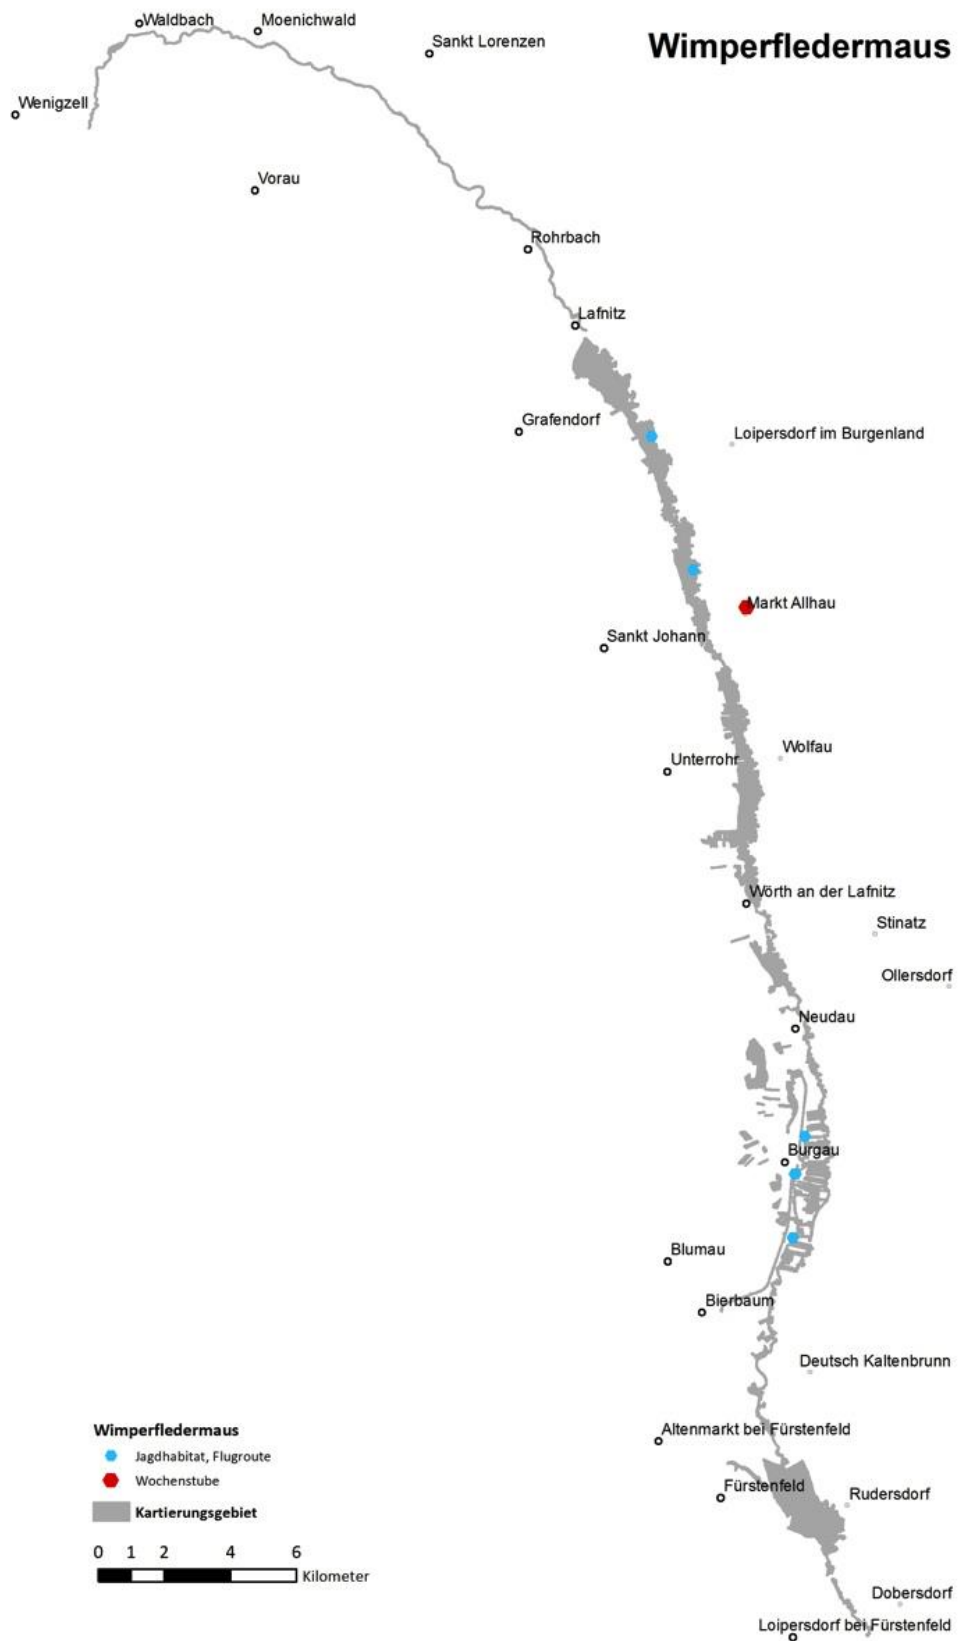 Waldbach
Moenichwald
Sankt Lorenzen
Wimperfledermaus
Wenigzell
Vorau
Rohrbach
Lafnitz
Grafendorf
Loipersdorf im Burgenland
Markt Allhau
Sankt Johann
Wolfau
Unterrohr
Wörth an der Lafnitz
Stinatz
Ollersdorf
Neudau
Burgau
Blumau
Bierbaum
Deutsch Kaltenbrunn
Altenmarkt bei Fürstenfeld
Fürstenfeld
Rudersdorf
Dobersdorf
Loipersdorf bei Fürstenfeld
Wimperfledermaus
Jagdhabitat, Flugroute
Wochenstube
Kartierungsgebiet
0 1 2 4 6
Kilometer